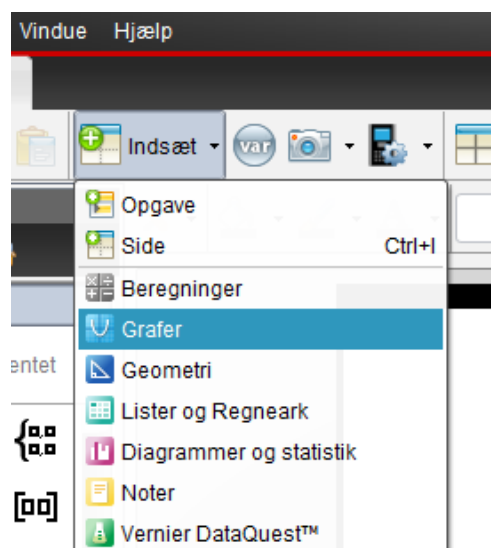 Vindue Hjælp
Indsæt var
Opgave
Side Ctrl+I
Beregninger
Grafer
entet
Geometri
Lister og Regneark
Diagrammer og statistik
Noter
Vernier DataQuest™